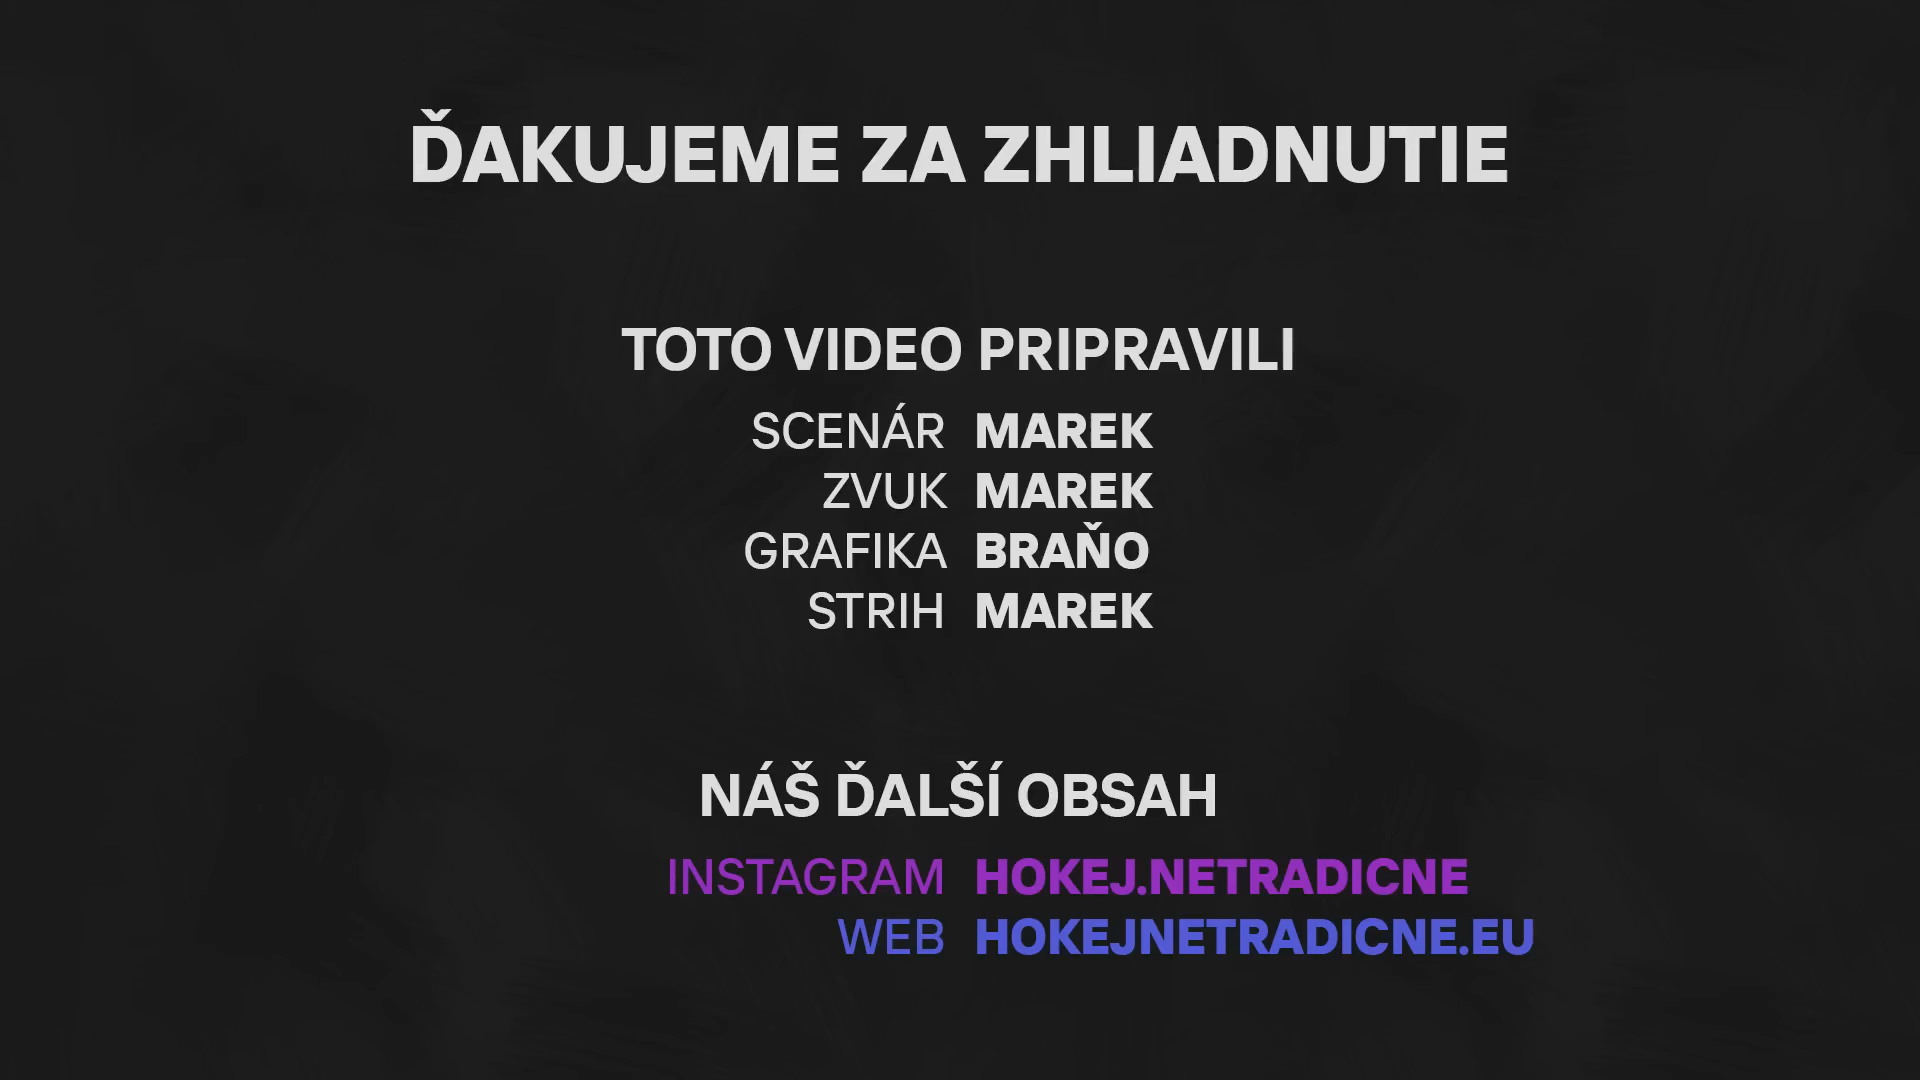 ĎAKUJEME ZA ZHLIADNUTIE
TOTO VIDEO PRIPRAVILI
SCENÁR MAREK
ZVUK MAREK
GRAFIKA BRAŇO
STRIH MAREK
NÁŠ ĎALŠÍ OBSAH
INSTAGRAM HOKEJ.NETRADICNE
WEB HOKEJNETRADICNE.EU